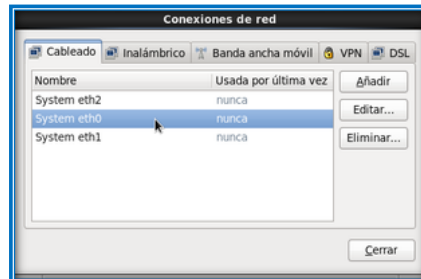 Conexiones de red
Cableado Inalámbrico Banda ancha móvil VPN DSL
Nombre Usada por última vez Añadir
System eth2 nunca
Editar...
System eth0 nunca
System eth1 nunca Eliminar...
Cerrar